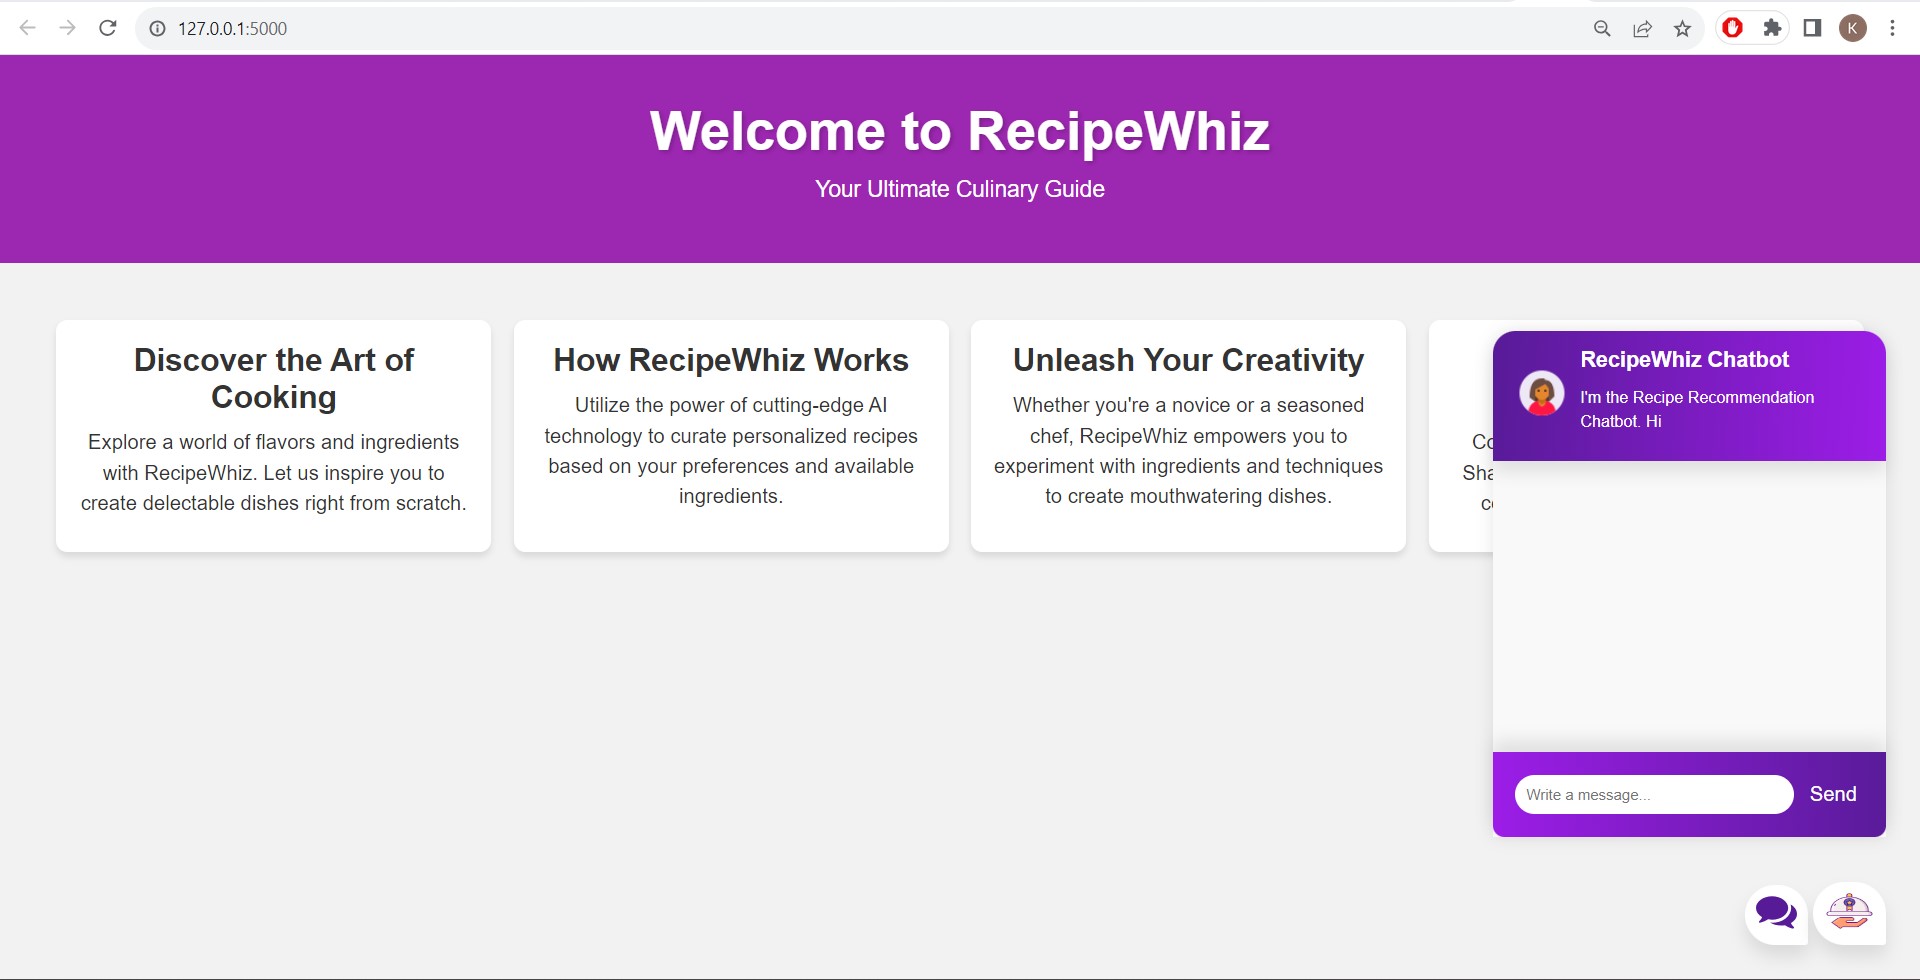 127.0.0.1:5000
K
Welcome to RecipeWhiz
Your Ultimate Culinary Guide
Discover the Art of
Cooking
Explore a world of flavors and ingredients
with RecipeWhiz. Let us inspire you to
create delectable dishes right from scratch.
How RecipeWhiz Works
Utilize the power of cutting-edge AI
technology to curate personalized recipes
based on your preferences and available
ingredients.
Unleash Your Creativity
Whether you're a novice or a seasoned
chef, RecipeWhiz empowers you to
experiment with ingredients and techniques
to create mouthwatering dishes.
RecipeWhiz Chatbot
I'm the Recipe Recommendation
Chatbot. Hi
Write a message...
Send